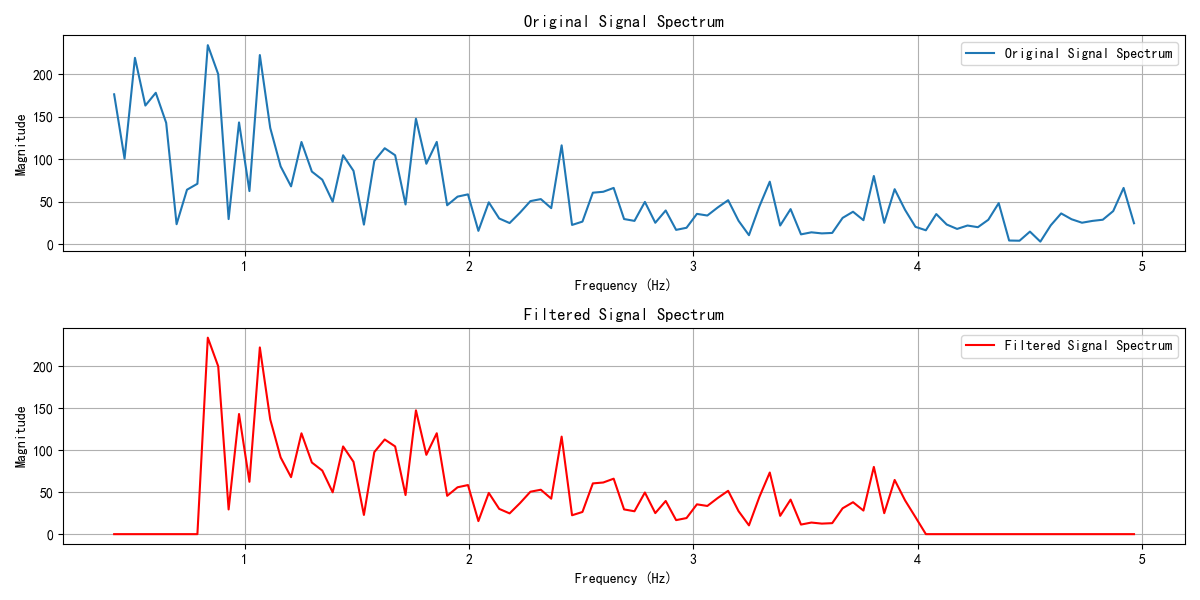 Original Signal Spectrum
Original Signal Spectrum
Magnitude
200
150
100
50
0
1
2
3
4
5
Frequency (Hz)
Filtered Signal Spectrum
Filtered Signal Spectrum
Magnitude
200
150
100
50
0
1
2
3
4
5
Frequency (Hz)